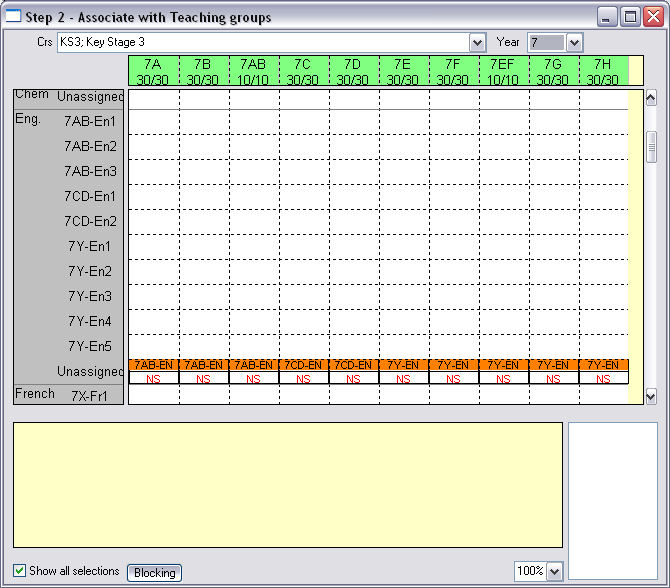 Step 2 - Associate with Teaching groups
Crs KS3; Key Stage 3 Year 7
7A 7B 7AB 7C 7D 7E 7F 7EF 7G 7H
30/30 30/30 10/10 30/30 30/30 30/30 30/30 10/10 30/30 30/30
Chem Unassigned
Eng. 7AB-En1
7AB-En2
7AB-En3
7CD-En1
7CD-En2
7Y-En1
7Y-En2
7Y-En3
7Y-En4
7Y-En5
7AB-EN 7AB-EN 7AB-EN 7CD-EN 7CD-EN 7Y-EN 7Y-EN 7Y-EN 7Y-EN 7Y-EN
Unassigned
NS NS NS NS NS NS NS NS NS NS
French 7X-Fr1
Show all selections Blocking 100%